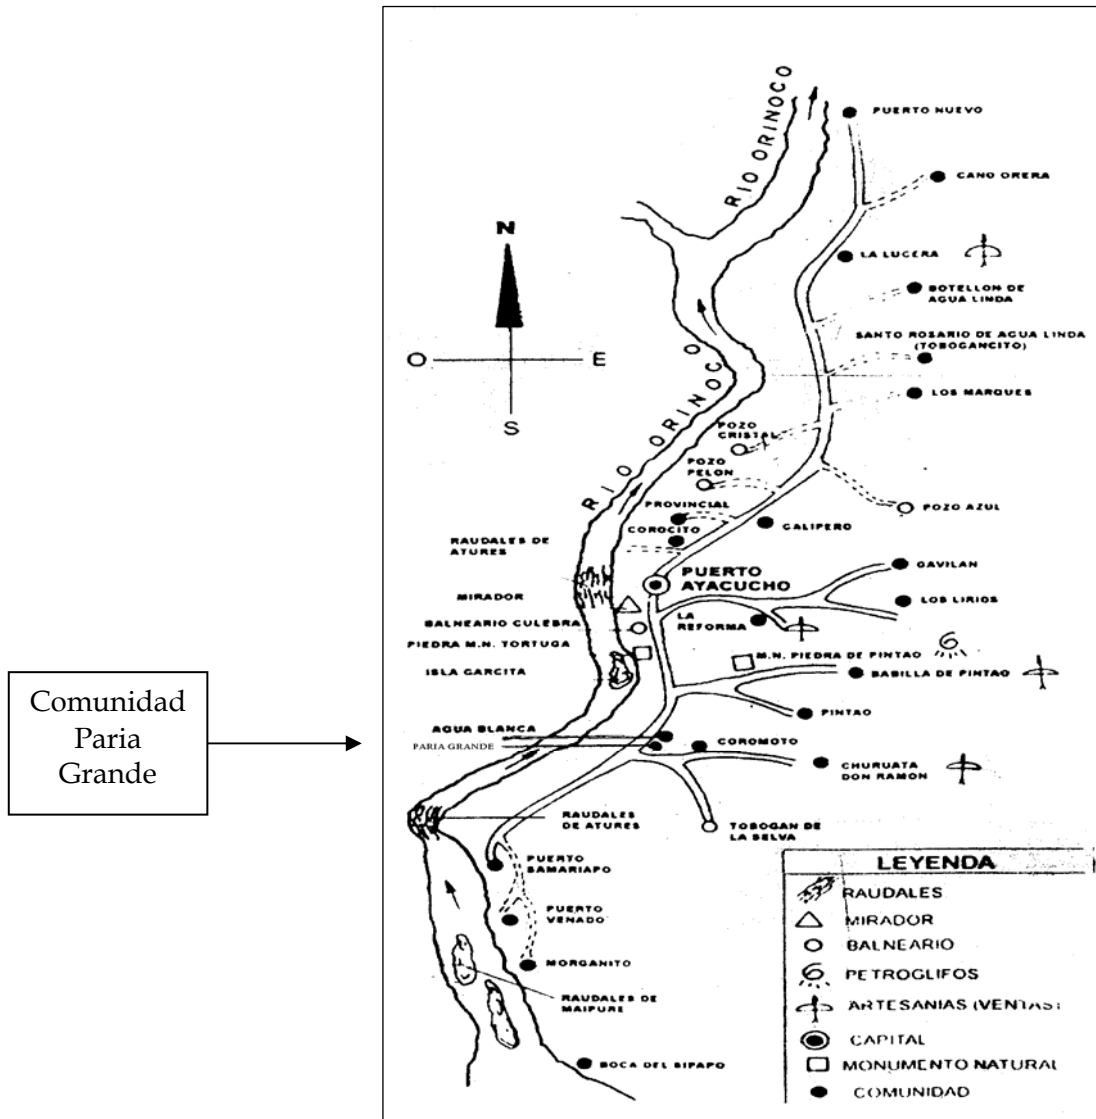 Comunidad
Paria
Grande
RIO ORINOCO
PUERTO NUEVO
CANO ORERA
N
LA LUCERA
BOTELLON DE
AGUA LINDA
SANTO ROSARIO DE AGUA LINDA
(TOBOGANCITO)
O
E
S
LOS MARQUES
RIO ORINOCO
POZO
CRISTAL
POZO
PELON
PROVINCIAL
POZO AZUL
COROCITO
GALIPERO
RAUDALES DE
ATURES
PUERTO
AYACUCHO
GAVILAN
MIRADOR
LOS LIRIOS
BALNEARIO CULEBRA
LA
REFORMA
PIEDRA M.N. TORTUGA
M.N. PIEDRA DE PINTAO
ISLA GARCITA
BABILLA DE PINTAO
PINTAO
AGUA BLANCA
PARIA GRANDE
COROMOTO
CHURUATA
DON RAMON
RAUDALES
DE ATURES
TOBOGAN DE
LA SELVA
PUERTO
SAMARIAPO
PUERTO
VENADO
MORGANITO
RAUDALES DE
MAIPURE
BOCA DEL SIPAPO
LEYENDA
RAUDALES
MIRADOR
BALNEARIO
PETROGLIFOS
ARTESANIAS (VENTAS)
CAPITAL
MONUMENTO NATURAL
COMUNIDAD